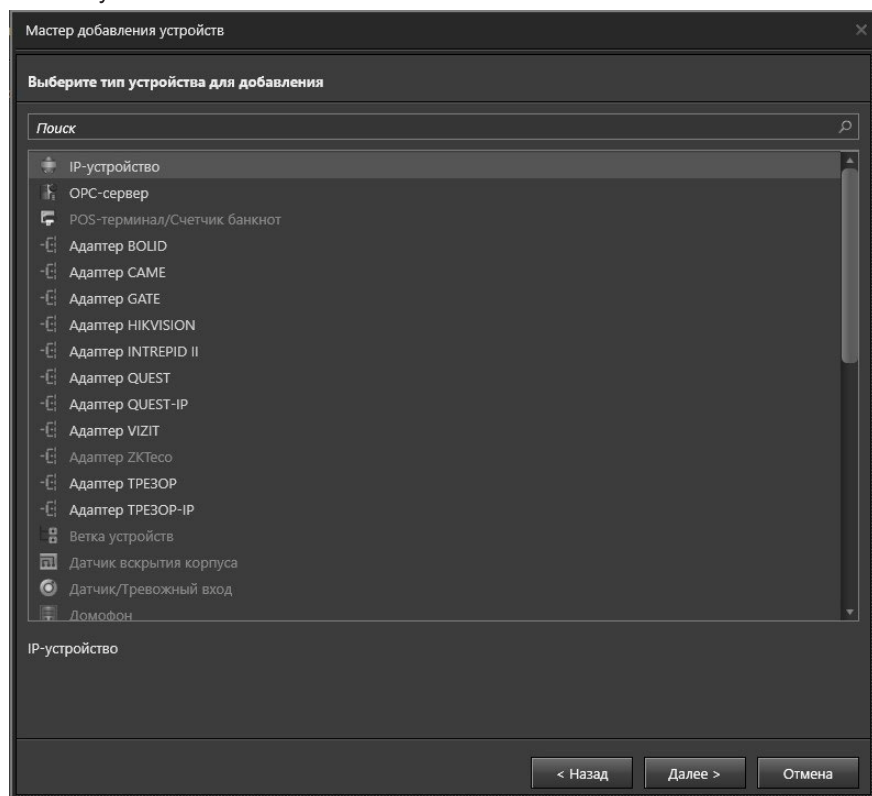 Мастер добавления устройств
Выберите тип устройства для добавления
Поиск
IP-устройство
OPC-сервер
POS-терминал/Счетчик банкнот
Адаптер BOLID
Адаптер CAME
Адаптер GATE
Адаптер HIKVISION
Адаптер INTREPID II
Адаптер QUEST
Адаптер QUEST-IP
Адаптер VIZIT
Адаптер ZKTeco
Адаптер ТРЕЗОР
Адаптер ТРЕЗОР-IP
Ветка устройств
Датчик вскрытия корпуса
Датчик/Тревожный вход
Домофон
IP-устройство
< Назад Далее > Отмена